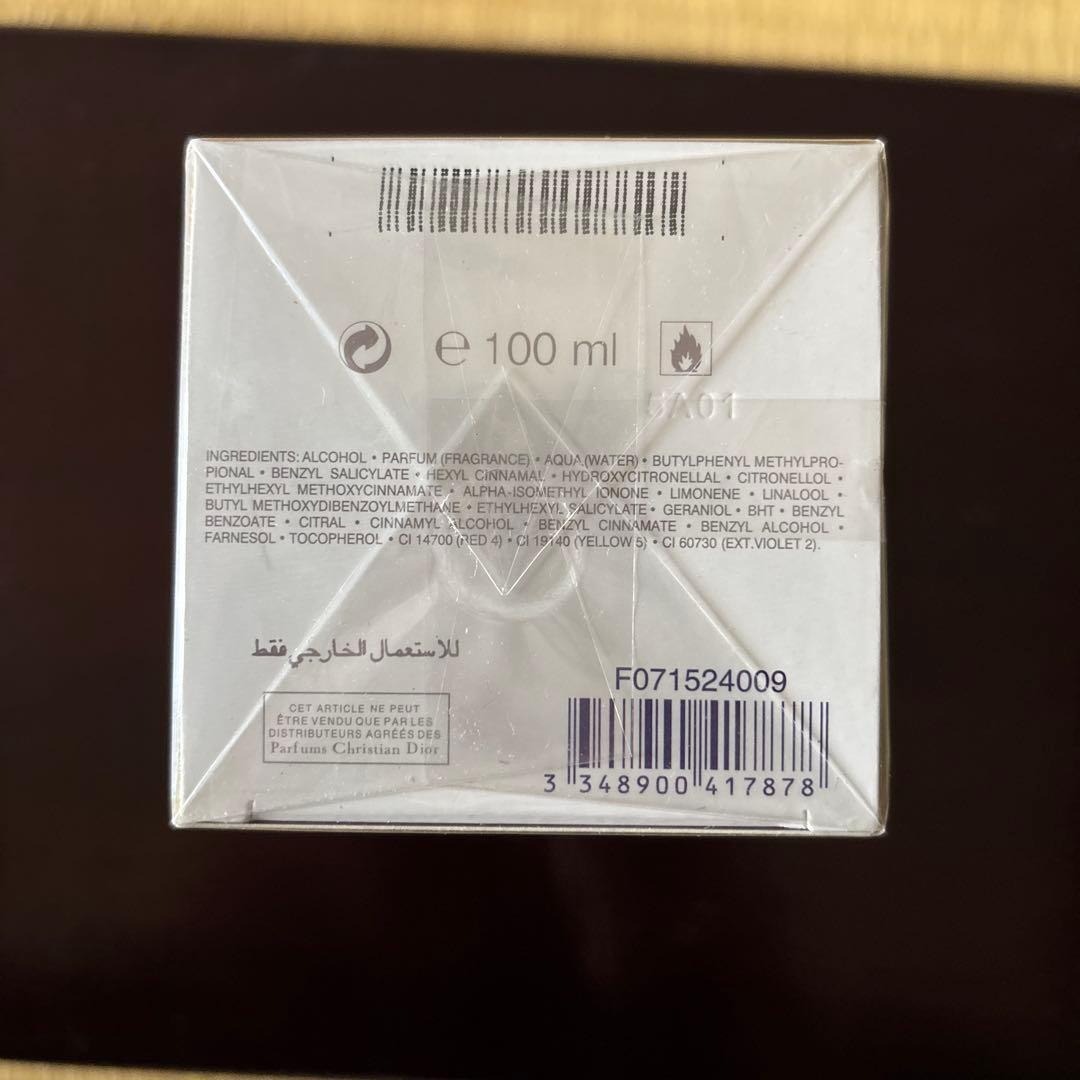 ℮ 100 ml
5A01
INGREDIENTS: ALCOHOL • PARFUM (FRAGRANCE) • AQUA (WATER) • BUTYLPHENYL METHYLPRO-
PIONAL • BENZYL SALICYLATE • HEXYL CINNAMAL • HYDROXYCITRONELLAL • CITRONELLOL •
ETHYLHEXYL METHOXYCINNAMATE • ALPHA-ISOMETHYL IONONE • LIMONENE • LINALOOL •
BUTYL METHOXYDIBENZOYLMETHANE • ETHYLHEXYL SALICYLATE • GERANIOL • BHT • BENZYL
BENZOATE • CITRAL • CINNAMYL ALCOHOL • BENZYL CINNAMATE • BENZYL ALCOHOL •
FARNESOL • TOCOPHEROL • CI 14700 (RED 4) • CI 19140 (YELLOW 5) • CI 60730 (EXT.VIOLET 2).
للاستعمال الخارجي فقط
CET ARTICLE NE PEUT
ÊTRE VENDU QUE PAR LES
DISTRIBUTEURS AGRÉÉS DES
Parfums Christian Dior
F071524009
3 348900 417878